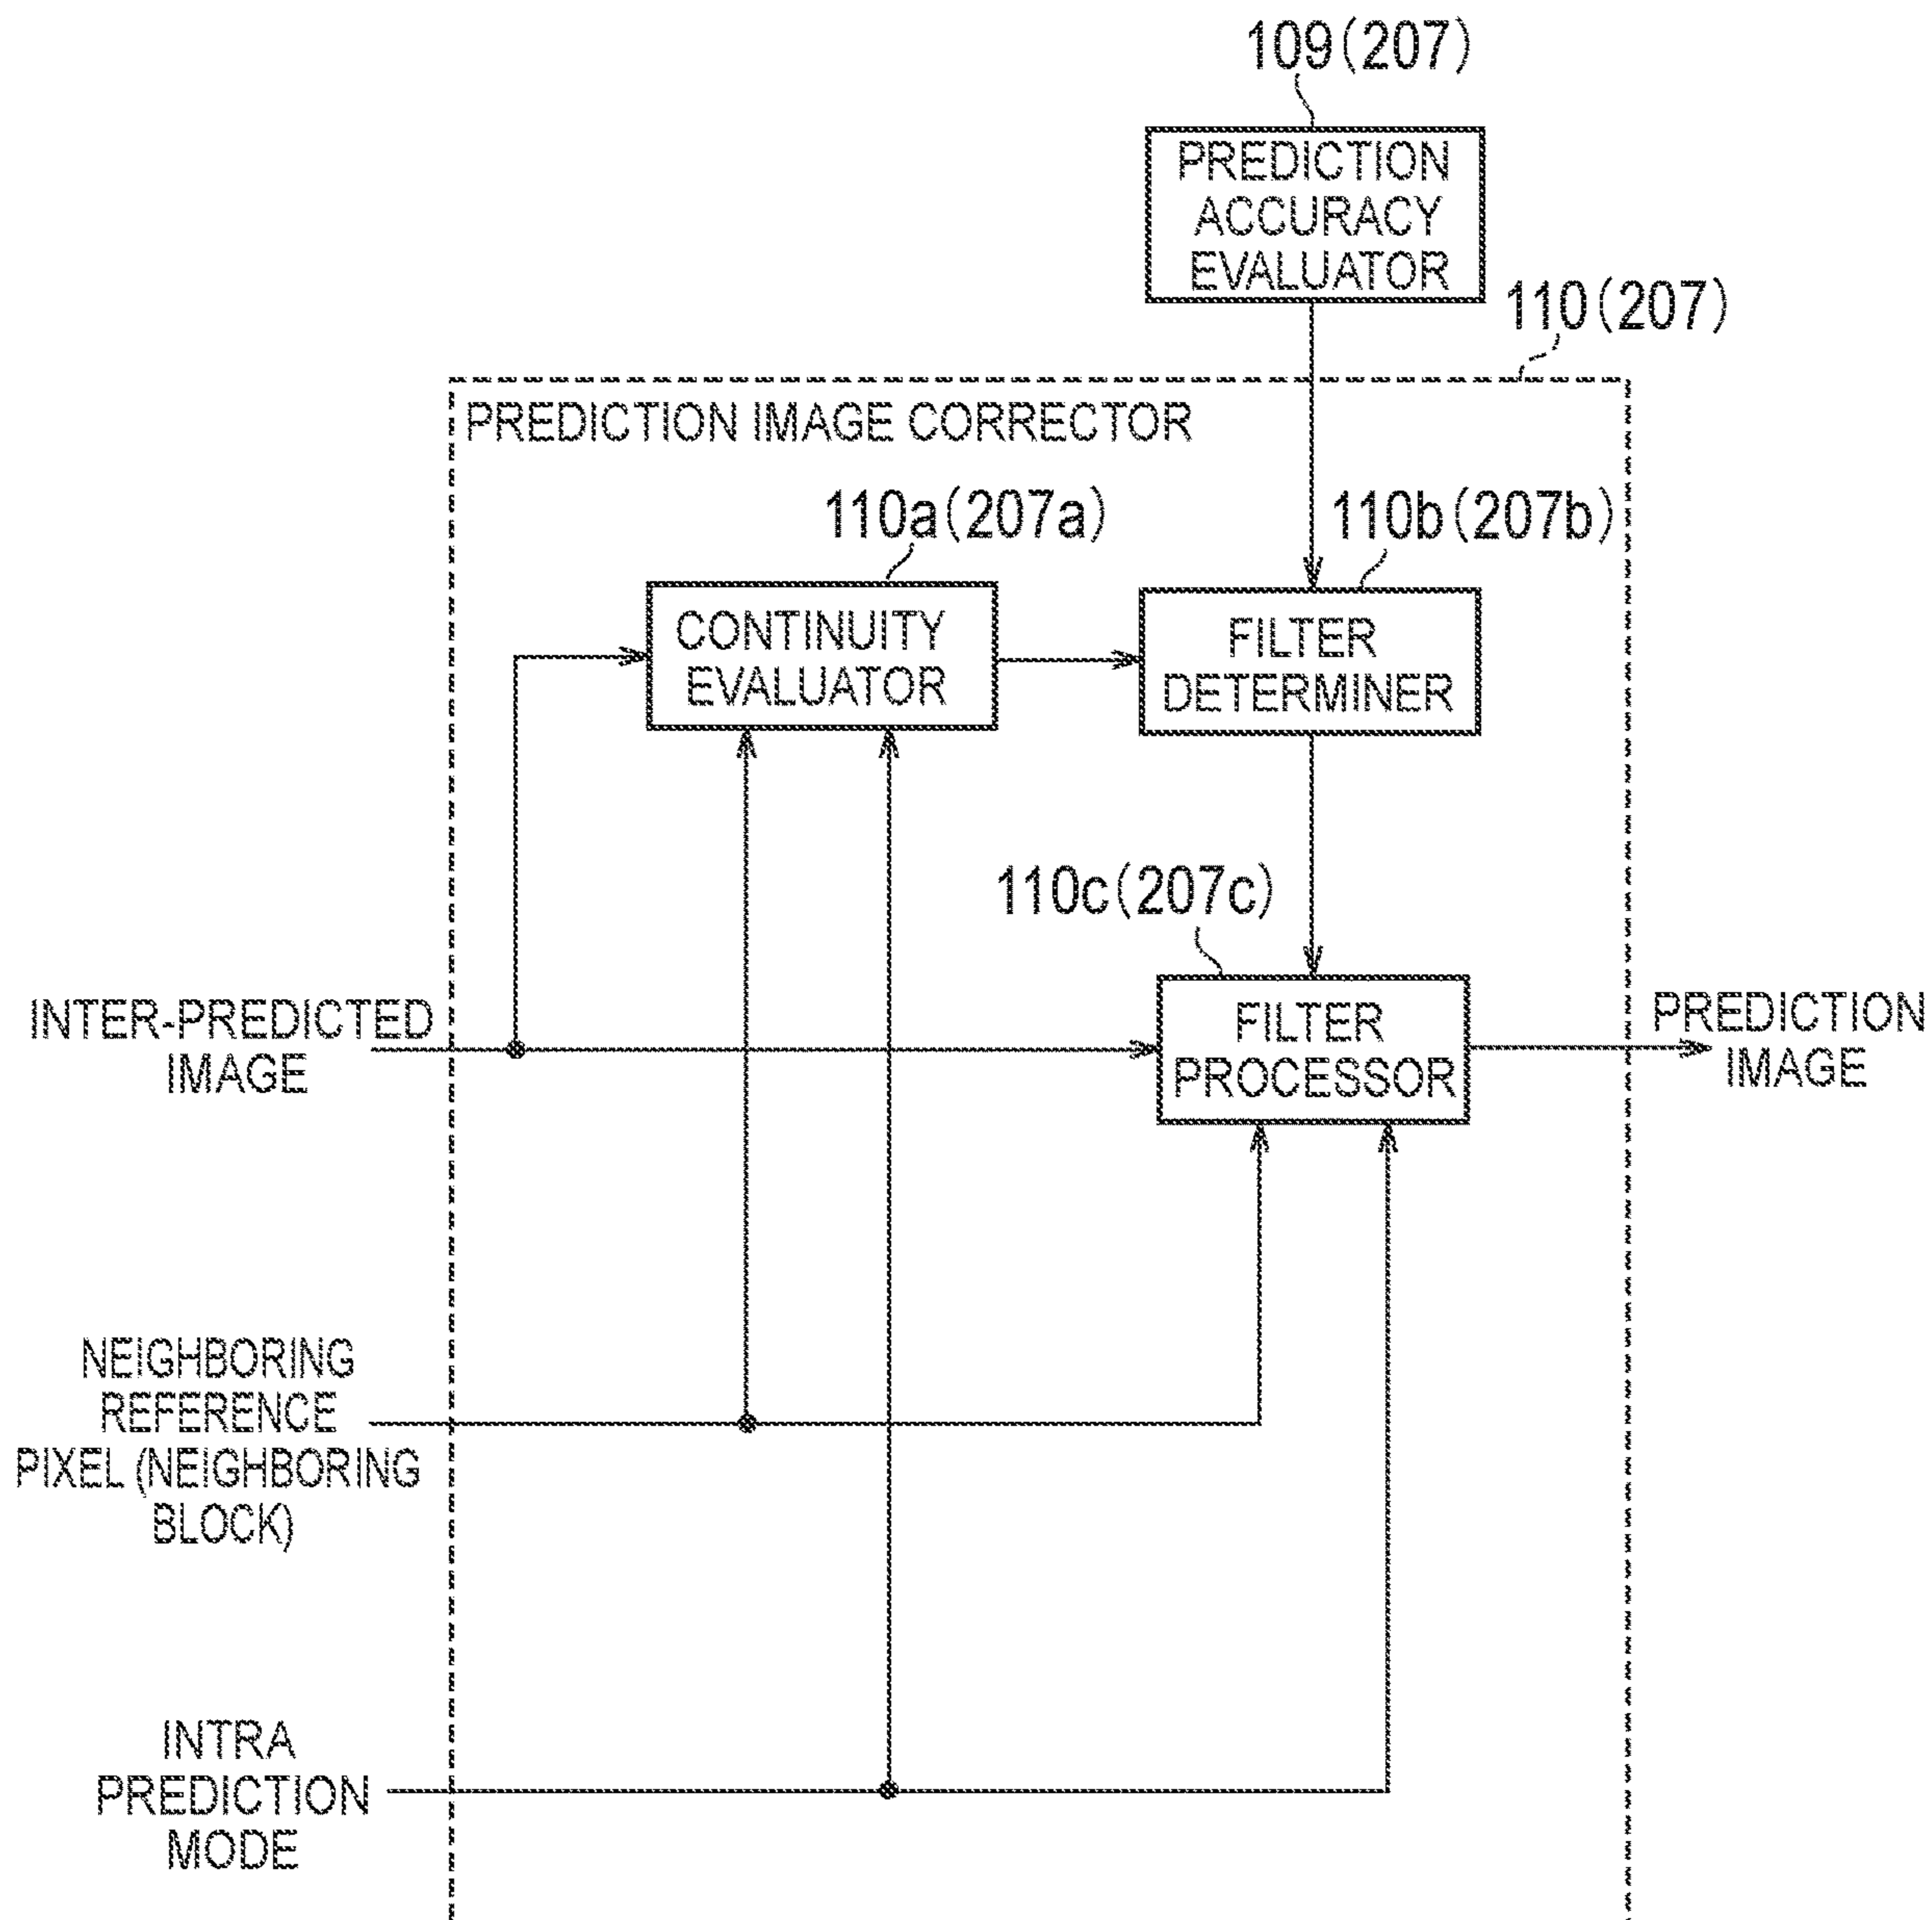 109(207)
PREDICTION
ACCURACY
EVALUATOR
110(207)
PREDICTION IMAGE CORRECTOR
110a(207a)
110b(207b)
CONTINUITY
EVALUATOR
FILTER
DETERMINER
110c(207c)
INTER-PREDICTED
IMAGE
FILTER
PROCESSOR
PREDICTION
IMAGE
NEIGHBORING
REFERENCE
PIXEL (NEIGHBORING
BLOCK)
INTRA
PREDICTION
MODE